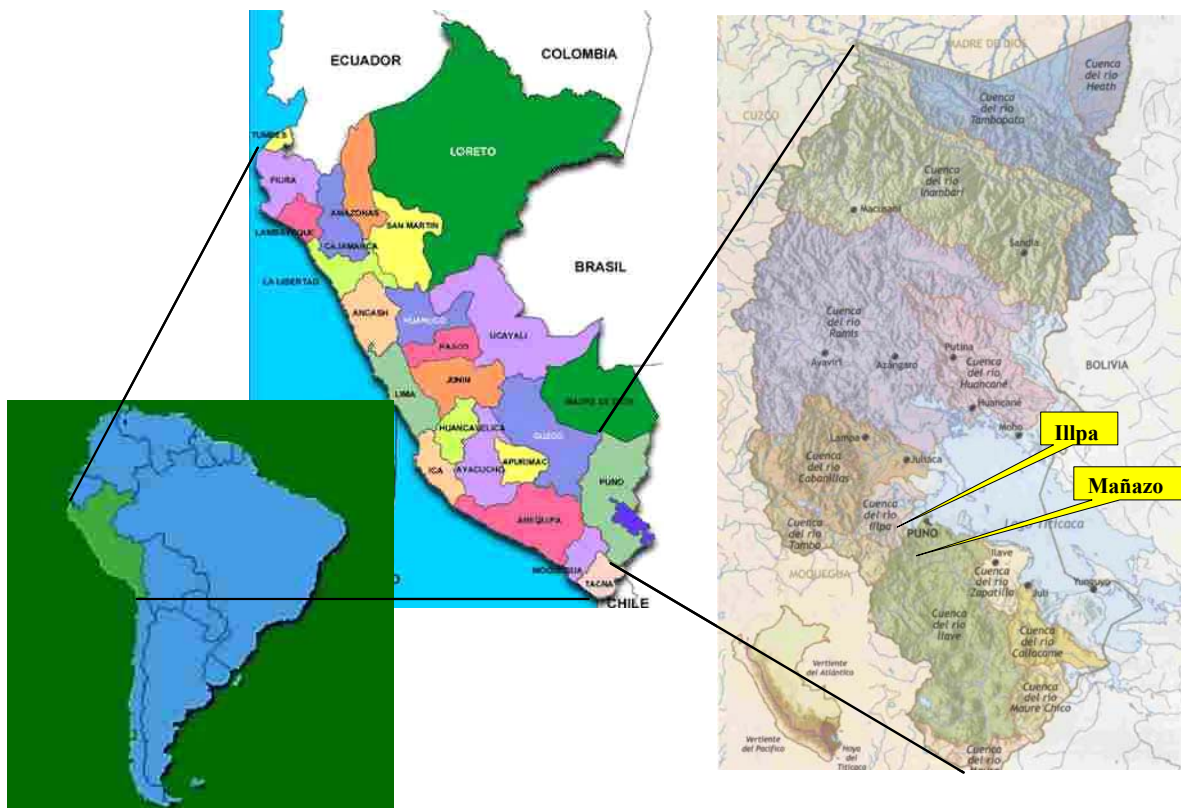 ECUADOR
COLOMBIA
TUMBES
LORETO
PIURA
AMAZONAS
LAMBAYEQUE
SAN MARTIN
CAJAMARCA
BRASIL
LA LIBERTAD
ANCASH
HUANUCO
UCAYALI
PASCO
JUNIN
LIMA
MADRE DE DIOS
HUANCAVELICA
CUZCO
ICA
AYACUCHO
APURIMAC
PUNO
AREQUIPA
MOQUEGUA
TACNA
CHILE
MADRE DE DIOS
Cuenca
del río
Heath
Cuenca
del río
Tambopata
CUZCO
Cuenca
del río
Inambari
Macusani
Sandia
Cuenca
del río
Ramis
Putina
Ayaviri
Azángaro
Cuenca
del río
Huancané
BOLIVIA
Huancané
Moho
Lampa
Illpa
Juliaca
Cuenca
del río
Cabanillas
Mañazo
Cuenca
del río
Illpa
PUNO
Lago Titicaca
Cuenca
del río
Tambo
MOQUEGUA
Ilave
Cuenca
del río
Zapatilla
Juli
Yunguyo
Cuenca
del río
Ilave
Cuenca
del río
Callacame
Cuenca
del río
Maure Chico
Vertiente
del Atlántico
Vertiente
del Pacífico
Hoya
del
Titicaca
Cuenca
del río